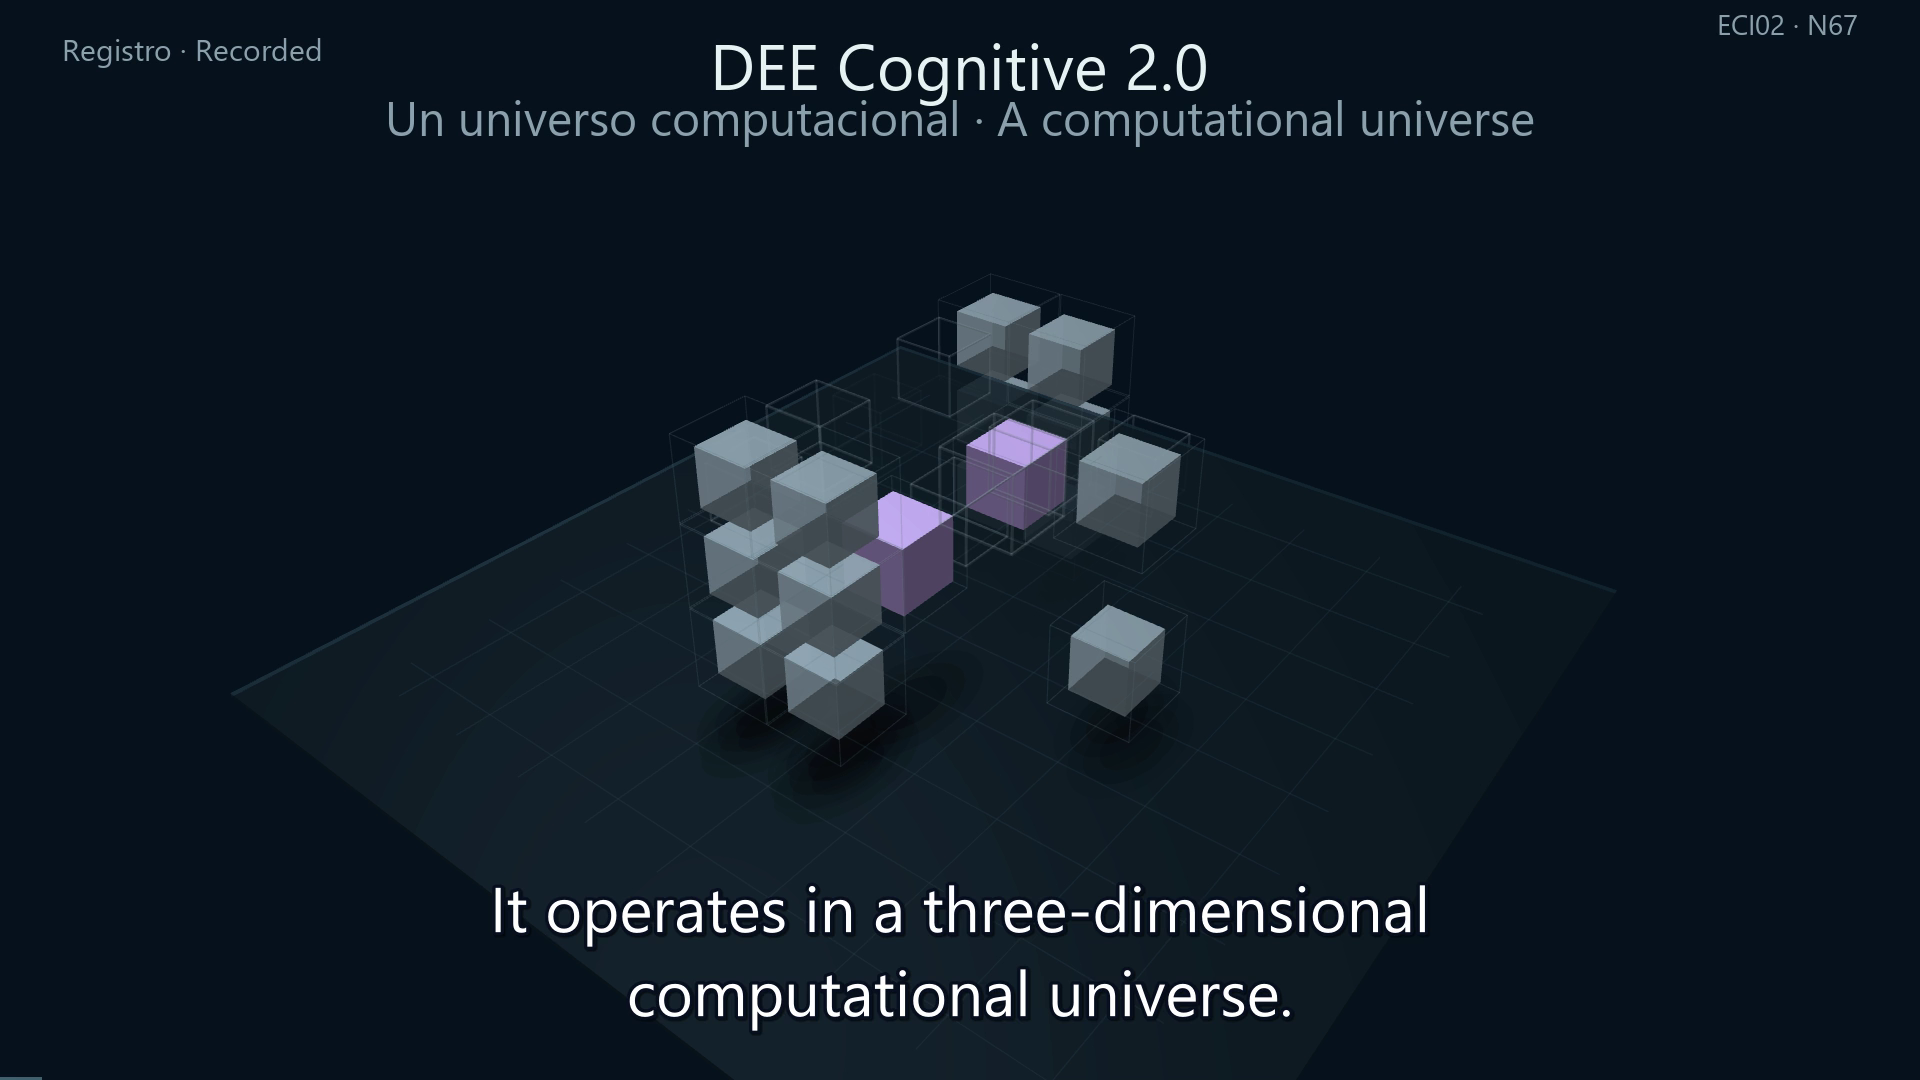 Registro · Recorded
ECI02 · N67
DEE Cognitive 2.0
Un universo computacional · A computational universe
It operates in a three-dimensional
computational universe.